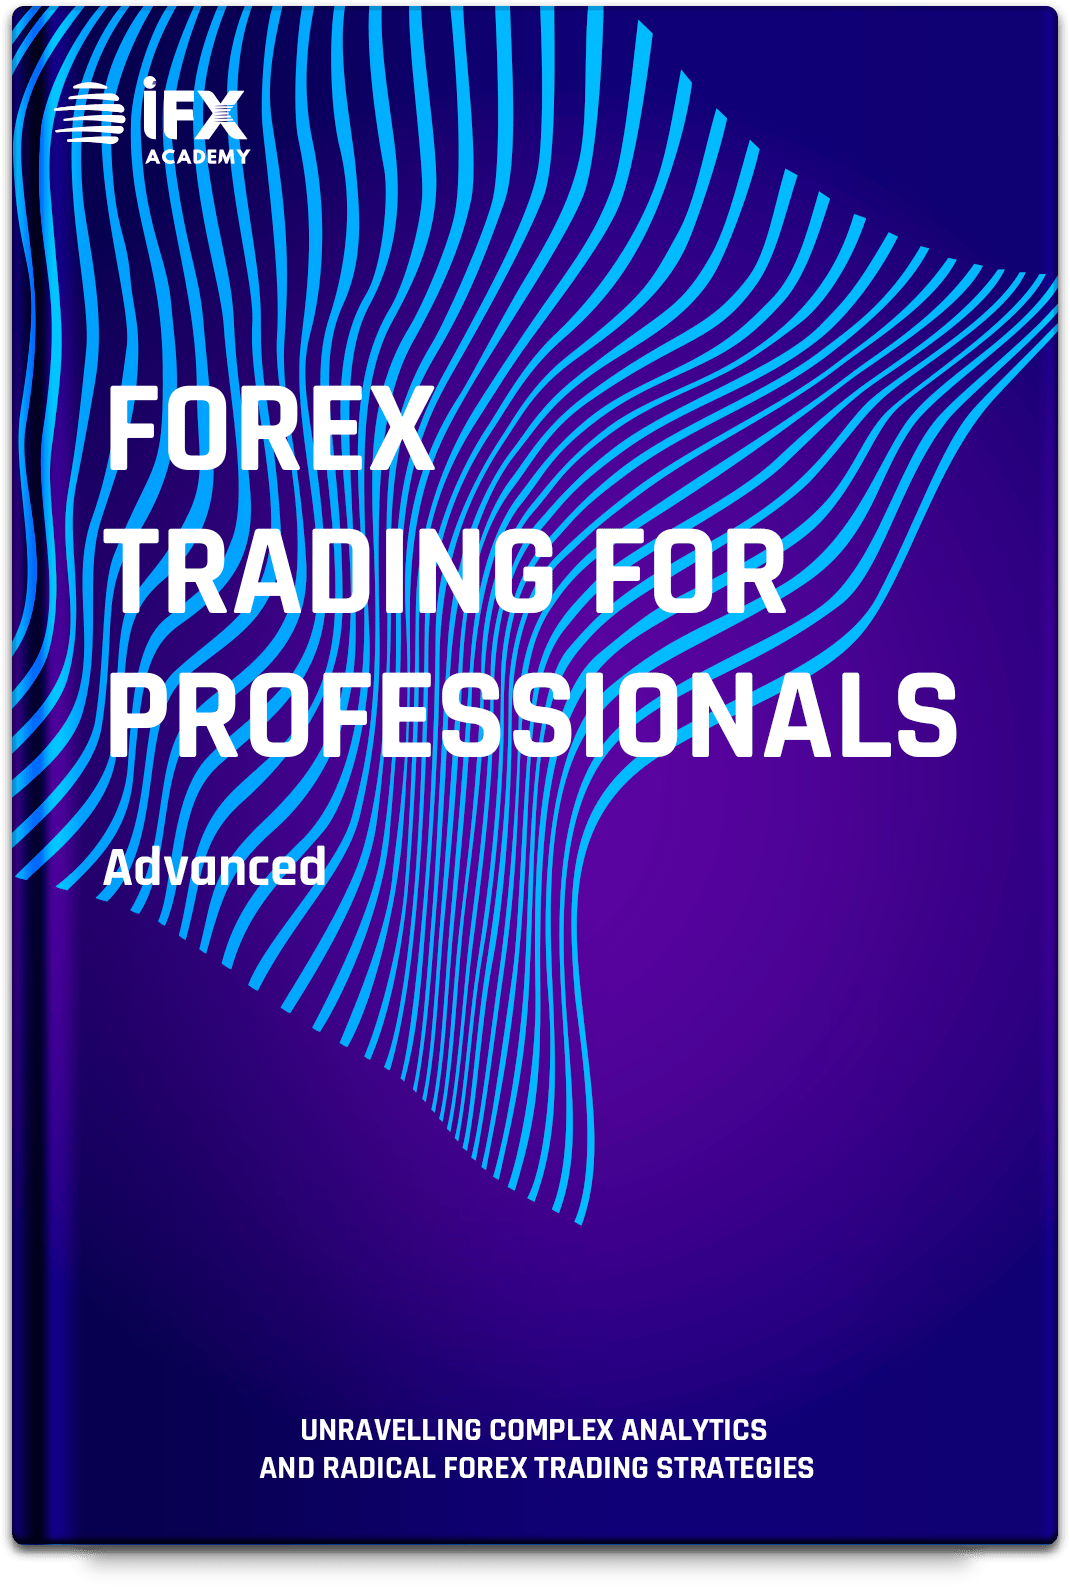 iFX
ACADEMY
FOREX
TRADING FOR
PROFESSIONALS
Advanced
UNRAVELLING COMPLEX ANALYTICS
AND RADICAL FOREX TRADING STRATEGIES